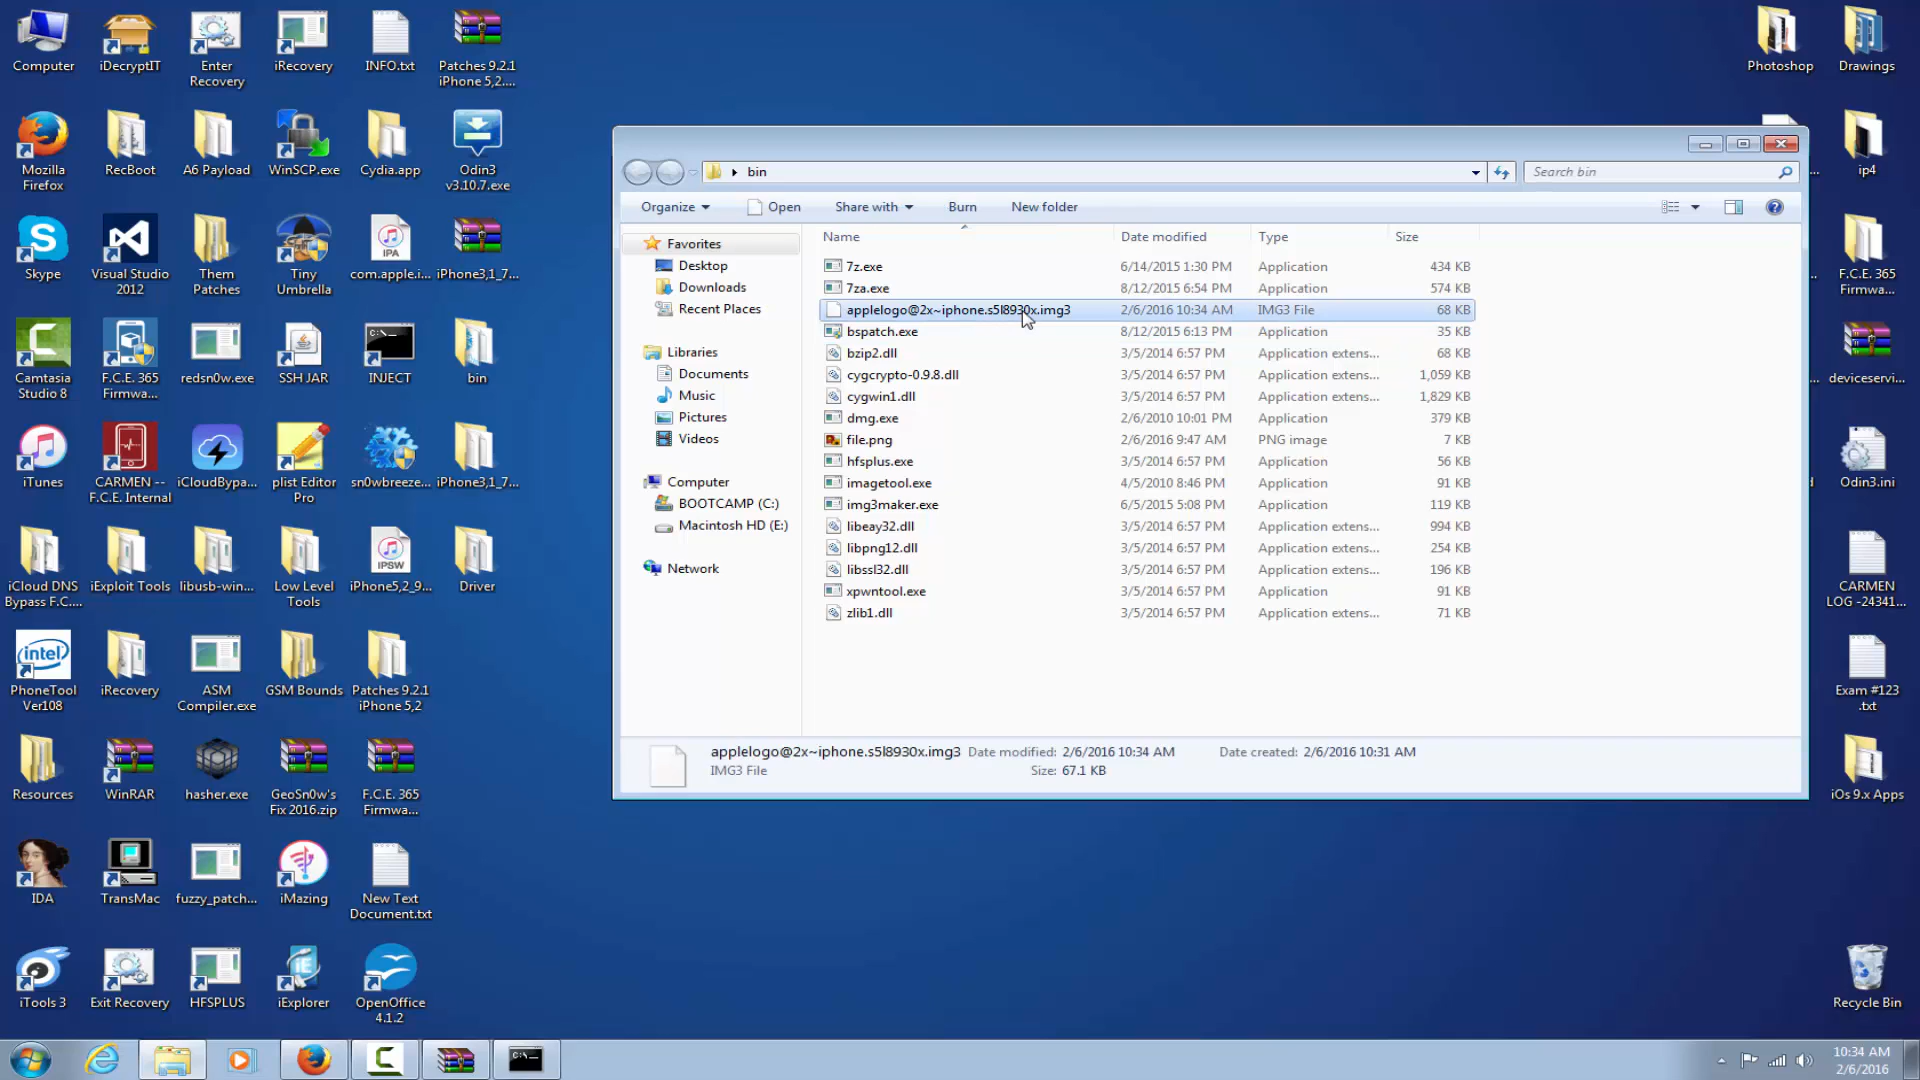 Computer
iDecryptIT
Enter
Recovery
iRecovery
INFO.txt
Patches 9.2.1
iPhone 5,2....
Mozilla
Firefox
RecBoot
A6 Payload
WinSCP.exe
Cydia.app
Odin3
v3.10.7.exe
Skype
Visual Studio
2012
Them
Patches
Tiny
Umbrella
IPA
com.apple.i...
iPhone3,1_7...
Camtasia
Studio 8
F.C.E. 365
Firmwa...
redsn0w.exe
SSH JAR
INJECT
bin
iTunes
CARMEN --
F.C.E. Internal
iCloudBypa...
plist Editor
Pro
sn0wbreeze...
iPhone3,1_7...
iCloud DNS
Bypass F.C....
iExploit Tools
libusb-win...
Low Level
Tools
IPSW
iPhone5,2_9...
Driver
intel
PhoneTool
Ver108
iRecovery
ASM
Compiler.exe
GSM Bounds
Patches 9.2.1
iPhone 5,2
Resources
WinRAR
hasher.exe
GeoSn0w's
Fix 2016.zip
F.C.E. 365
Firmwa...
IDA
TransMac
fuzzy_patch...
iMazing
New Text
Document.txt
iTools 3
Exit Recovery
HFSPLUS
iExplorer
OpenOffice
4.1.2
bin
Search bin
Organize
Open
Share with
Burn
New folder
Favorites
Desktop
Downloads
Recent Places
Libraries
Documents
Music
Pictures
Videos
Computer
BOOTCAMP (C:)
Macintosh HD (E:)
Network
Name Date modified Type Size
7z.exe 6/14/2015 1:30 PM Application 434 KB
7za.exe 8/12/2015 6:54 PM Application 574 KB
applelogo@2x~iphone.s5l8930x.img3 2/6/2016 10:34 AM IMG3 File 68 KB
bspatch.exe 8/12/2015 6:13 PM Application 35 KB
bzip2.dll 3/5/2014 6:57 PM Application extens... 68 KB
cygcrypto-0.9.8.dll 3/5/2014 6:57 PM Application extens... 1,059 KB
cygwin1.dll 3/5/2014 6:57 PM Application extens... 1,829 KB
dmg.exe 2/6/2010 10:01 PM Application 379 KB
file.png 2/6/2016 9:47 AM PNG image 7 KB
hfsplus.exe 3/5/2014 6:57 PM Application 56 KB
imagetool.exe 4/5/2010 8:46 PM Application 91 KB
img3maker.exe 6/5/2015 5:08 PM Application 119 KB
libeay32.dll 3/5/2014 6:57 PM Application extens... 994 KB
libpng12.dll 3/5/2014 6:57 PM Application extens... 254 KB
libssl32.dll 3/5/2014 6:57 PM Application extens... 196 KB
xpwntool.exe 3/5/2014 6:57 PM Application 91 KB
zlib1.dll 3/5/2014 6:57 PM Application extens... 71 KB
applelogo@2x~iphone.s5l8930x.img3 Date modified: 2/6/2016 10:34 AM Date created: 2/6/2016 10:31 AM
IMG3 File Size: 67.1 KB
Photoshop
Drawings
ip4
F.C.E. 365
Firmwa...
deviceservi...
Odin3.ini
CARMEN
LOG -24341...
Exam #123
.txt
iOs 9.x Apps
Recycle Bin
10:34 AM
2/6/2016